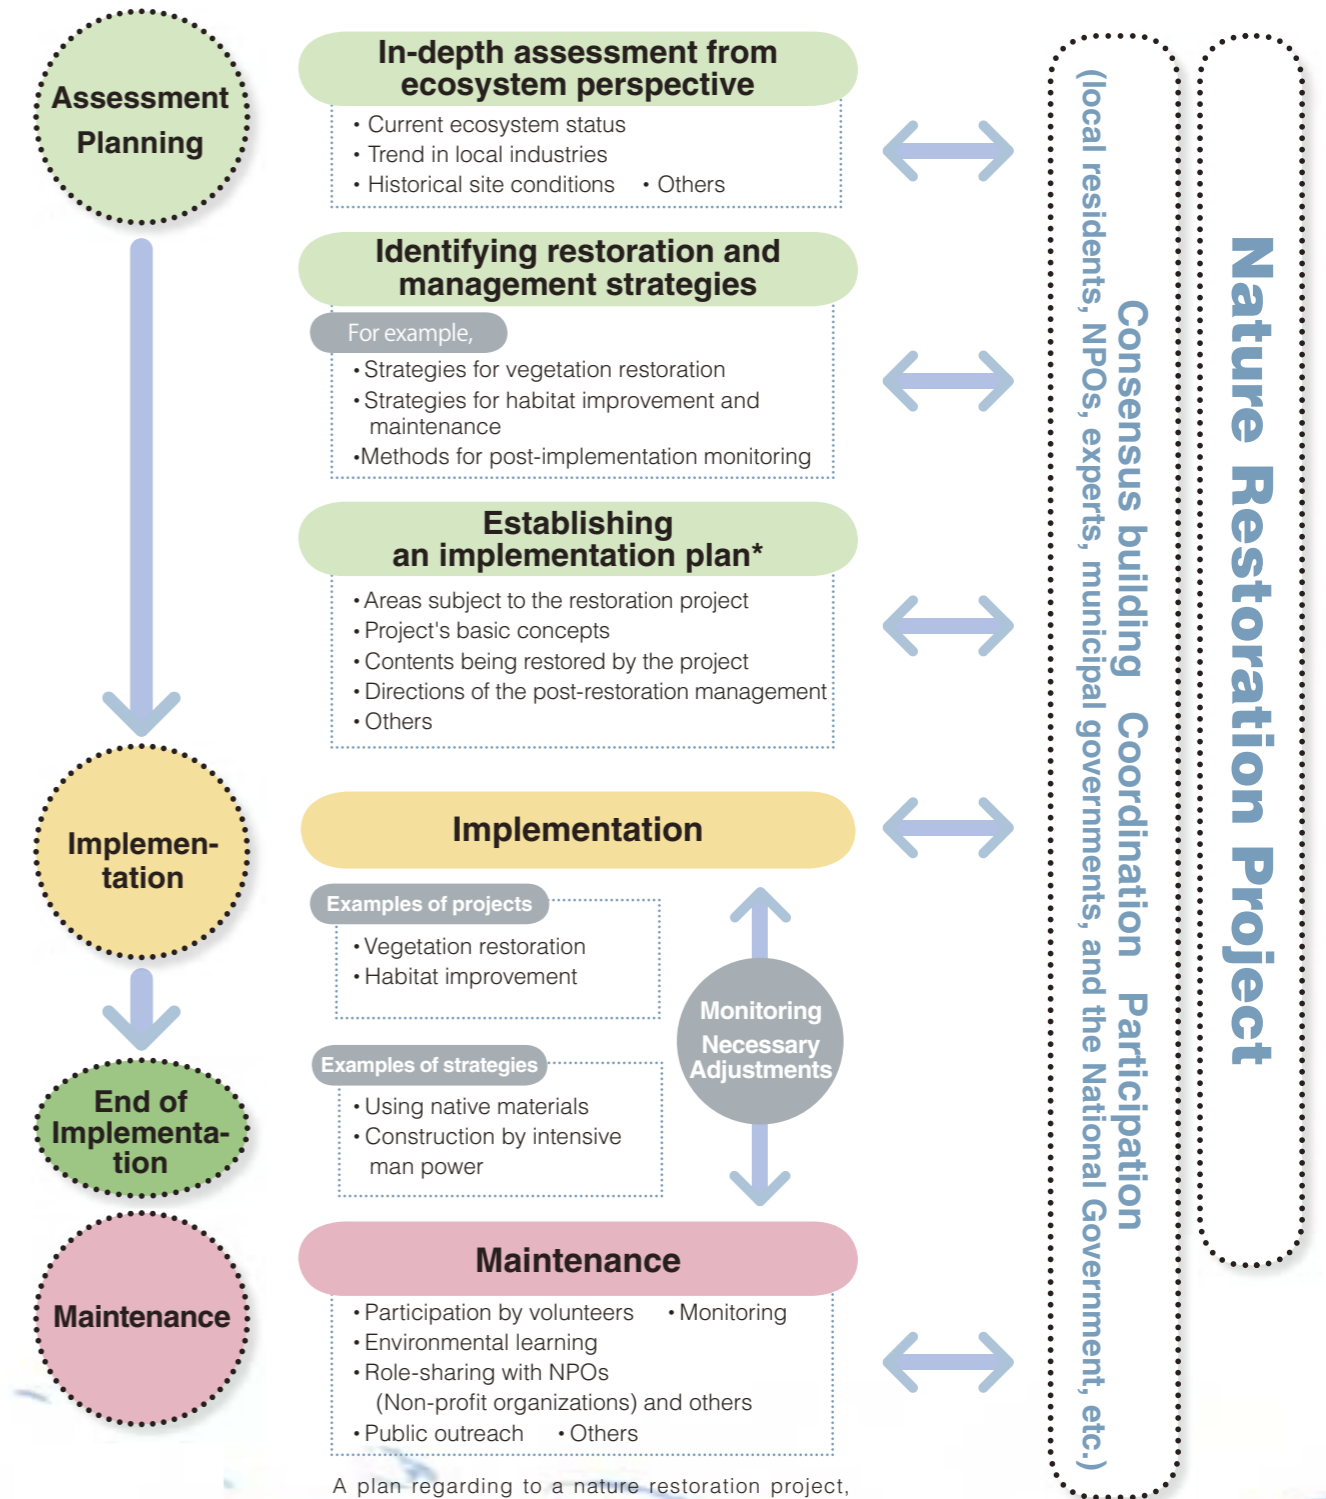 Assessment
Planning
In-depth assessment from
ecosystem perspective
• Current ecosystem status
• Trend in local industries
• Historical site conditions • Others
Identifying restoration and
management strategies
For example,
• Strategies for vegetation restoration
• Strategies for habitat improvement and
maintenance
• Methods for post-implementation monitoring
Establishing
an implementation plan*
• Areas subject to the restoration project
• Project's basic concepts
• Contents being restored by the project
• Directions of the post-restoration management
• Others
Implemen-
tation
Implementation
Examples of projects
• Vegetation restoration
• Habitat improvement
Monitoring
Necessary
Adjustments
Examples of strategies
• Using native materials
• Construction by intensive
man power
End of
Implementa-
tion
Maintenance
Maintenance
• Participation by volunteers • Monitoring
• Environmental learning
• Role-sharing with NPOs
(Non-profit organizations) and others
• Public outreach • Others
A plan regarding to a nature restoration project,
Consensus building Coordination Participation
(local residents, NPOs, experts, municipal governments, and the National Government, etc.)
Nature Restoration Project